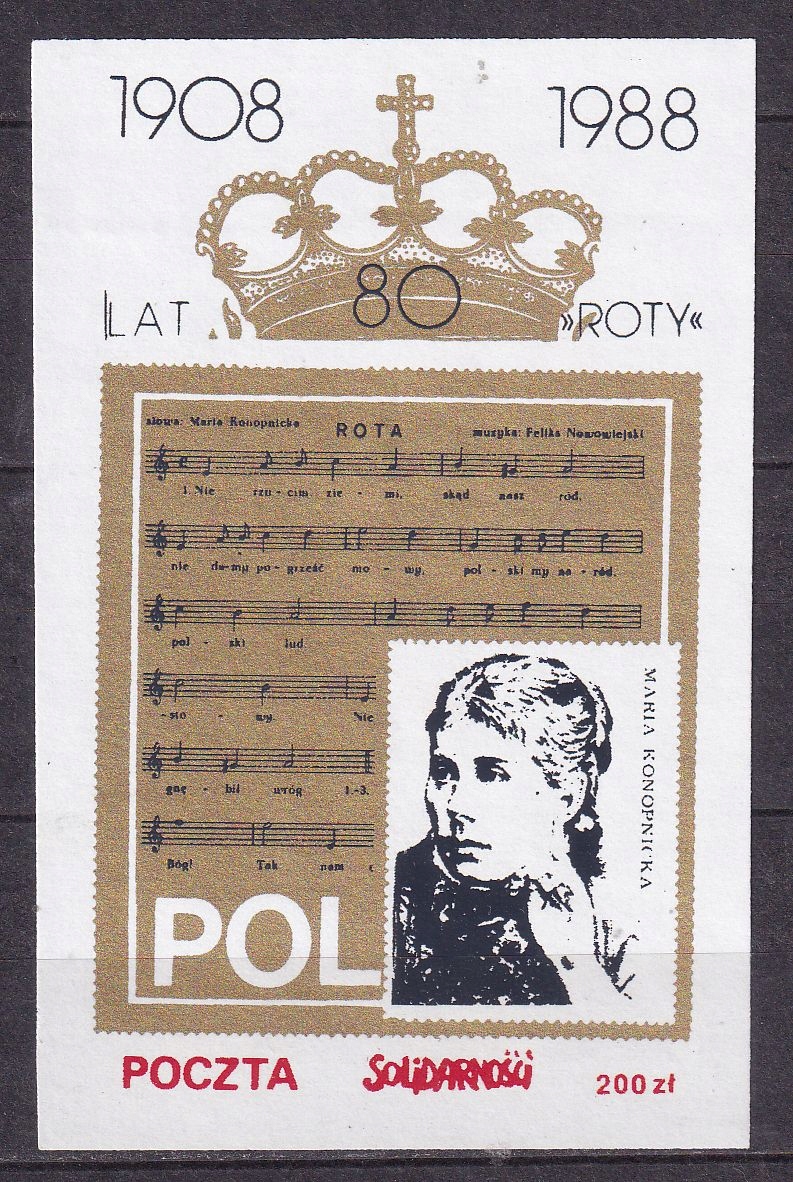 1908 1988
LAT 80 »ROTY«
słowa: Maria Konopnicka ROTA muzyka: Feliks Nowowiejski
1. Nie rzu - cim zie - mi, skąd nasz ród,
nie da-my po - grześć mo - wy, pol - ski my na - ród,
pol - ski lud
-sto - wy. Nie
gnę - bił wróg 1.-3.
Bóg! Tak nam
POL
MARIA KONOPNICKA
POCZTA SOLiDARNOŚĆ 200 zł